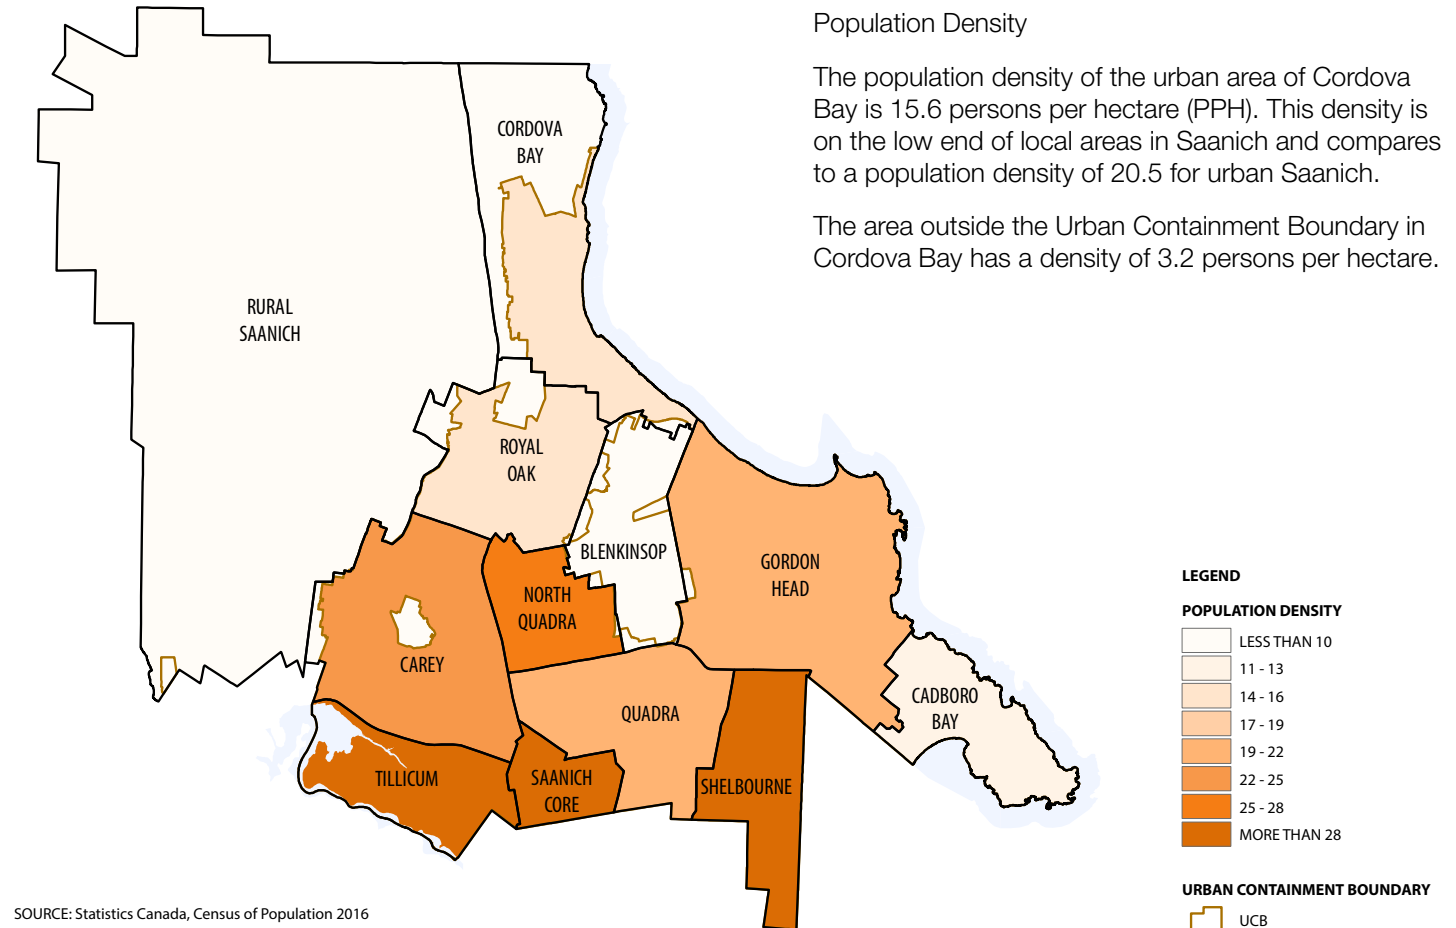 Population Density
The population density of the urban area of Cordova
Bay is 15.6 persons per hectare (PPH). This density is
on the low end of local areas in Saanich and compares
to a population density of 20.5 for urban Saanich.
The area outside the Urban Containment Boundary in
Cordova Bay has a density of 3.2 persons per hectare.
CORDOVA
BAY
RURAL
SAANICH
ROYAL
OAK
BLENKINSOP
GORDON
HEAD
NORTH
QUADRA
CAREY
CADBORO
BAY
QUADRA
TILLICUM
SAANICH
CORE
SHELBOURNE
LEGEND
POPULATION DENSITY
LESS THAN 10
11 - 13
14 - 16
17 - 19
19 - 22
22 - 25
25 - 28
MORE THAN 28
URBAN CONTAINMENT BOUNDARY
UCB
SOURCE: Statistics Canada, Census of Population 2016